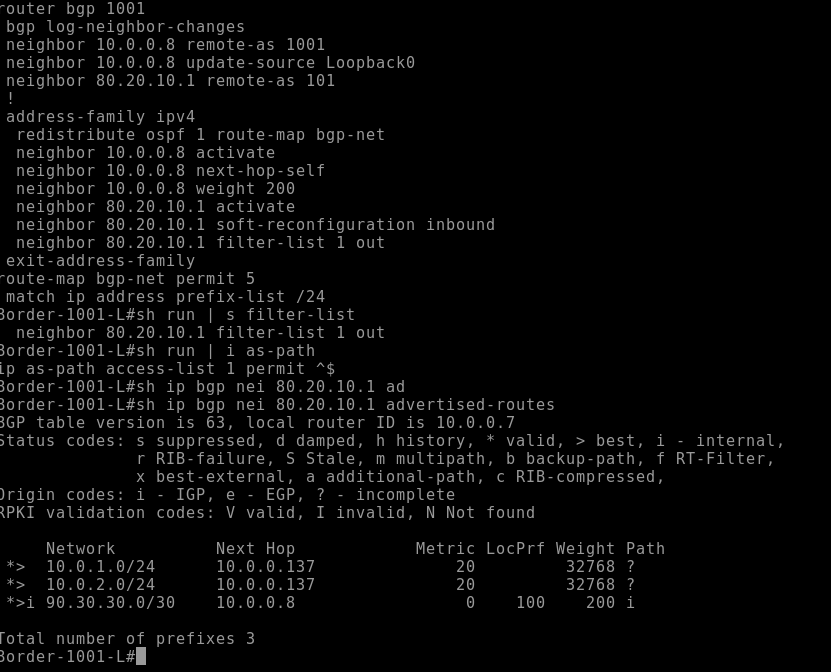 router bgp 1001
bgp log-neighbor-changes
neighbor 10.0.0.8 remote-as 1001
neighbor 10.0.0.8 update-source Loopback0
neighbor 80.20.10.1 remote-as 101
!
address-family ipv4
redistribute ospf 1 route-map bgp-net
neighbor 10.0.0.8 activate
neighbor 10.0.0.8 next-hop-self
neighbor 10.0.0.8 weight 200
neighbor 80.20.10.1 activate
neighbor 80.20.10.1 soft-reconfiguration inbound
neighbor 80.20.10.1 filter-list 1 out
exit-address-family
route-map bgp-net permit 5
match ip address prefix-list /24
Border-1001-L#sh run | s filter-list
neighbor 80.20.10.1 filter-list 1 out
Border-1001-L#sh run | i as-path
ip as-path access-list 1 permit ^$
Border-1001-L#sh ip bgp nei 80.20.10.1 ad
Border-1001-L#sh ip bgp nei 80.20.10.1 advertised-routes
BGP table version is 63, local router ID is 10.0.0.7
Status codes: s suppressed, d damped, h history, * valid, > best, i - internal,
r RIB-failure, S Stale, m multipath, b backup-path, f RT-Filter,
x best-external, a additional-path, c RIB-compressed,
Origin codes: i - IGP, e - EGP, ? - incomplete
RPKI validation codes: V valid, I invalid, N Not found
Network Next Hop Metric LocPrf Weight Path
*> 10.0.1.0/24 10.0.0.137 20 32768 ?
*> 10.0.2.0/24 10.0.0.137 20 32768 ?
*>i 90.30.30.0/30 10.0.0.8 0 100 200 i
Total number of prefixes 3
Border-1001-L#